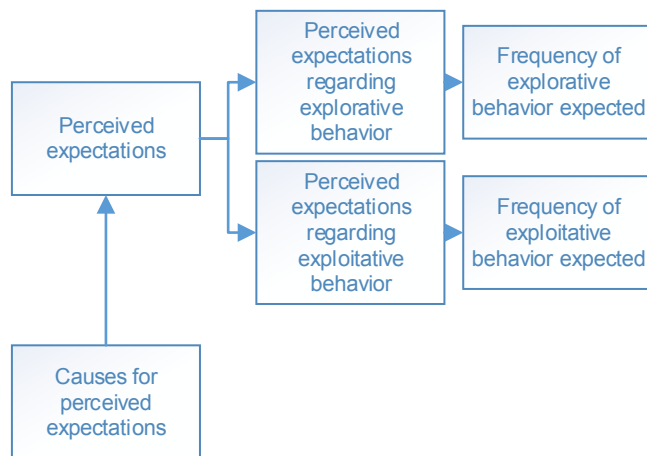 Perceived
expectations
regarding
explorative
behavior
Frequency of
explorative
behavior expected
Perceived
expectations
Perceived
expectations
regarding
exploitative
behavior
Frequency of
exploitative
behavior expected
Causes for
perceived
expectations